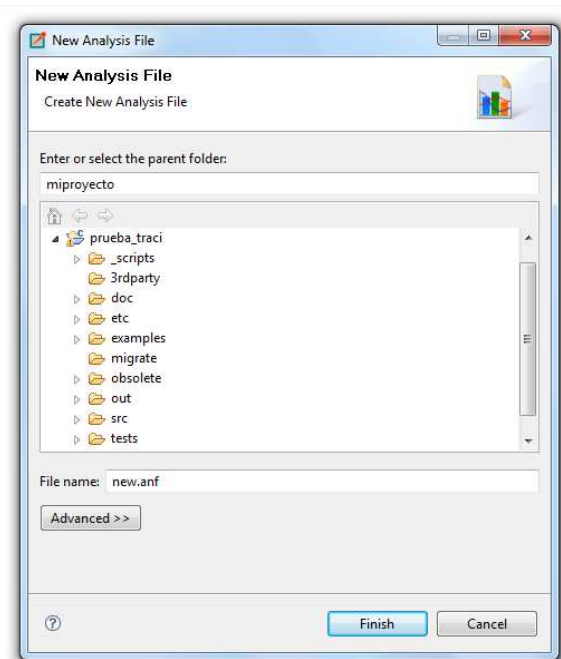 New Analysis File
New Analysis File
Create New Analysis File
Enter or select the parent folder:
miproyecto
prueba_traci
_scripts
3rdparty
doc
etc
examples
migrate
obsolete
out
src
tests
File name: new.anf
Advanced >>
Finish Cancel